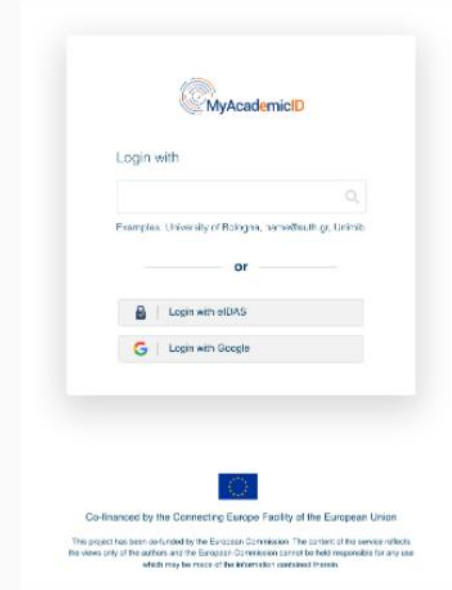 MyAcademicID
Login with
Examples: University of Bologna, name@auth.gr, Unimib
or
Login with eIDAS
Login with Google
Co-financed by the Connecting Europe Facility of the European Union
This project has been co-funded by the European Commission. The content of the service reflects
the views only of the authors and the European Commission cannot be held responsible for any use
which may be made of the information contained therein.